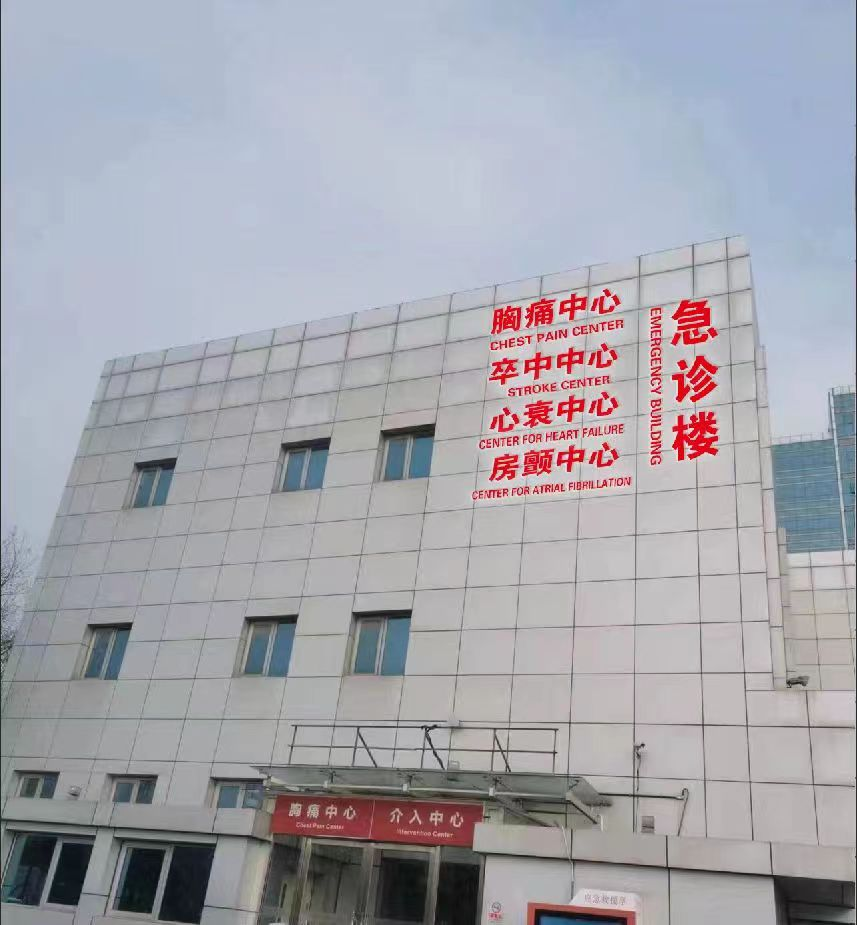 胸痛中心
CHEST PAIN CENTER
卒中中心
STROKE CENTER
心衰中心
CENTER FOR HEART FAILURE
房颤中心
CENTER FOR ATRIAL FIBRILLATION
急诊楼
EMERGENCY BUILDING
胸痛中心
Chest Pain Center
介入中心
Intervention Center